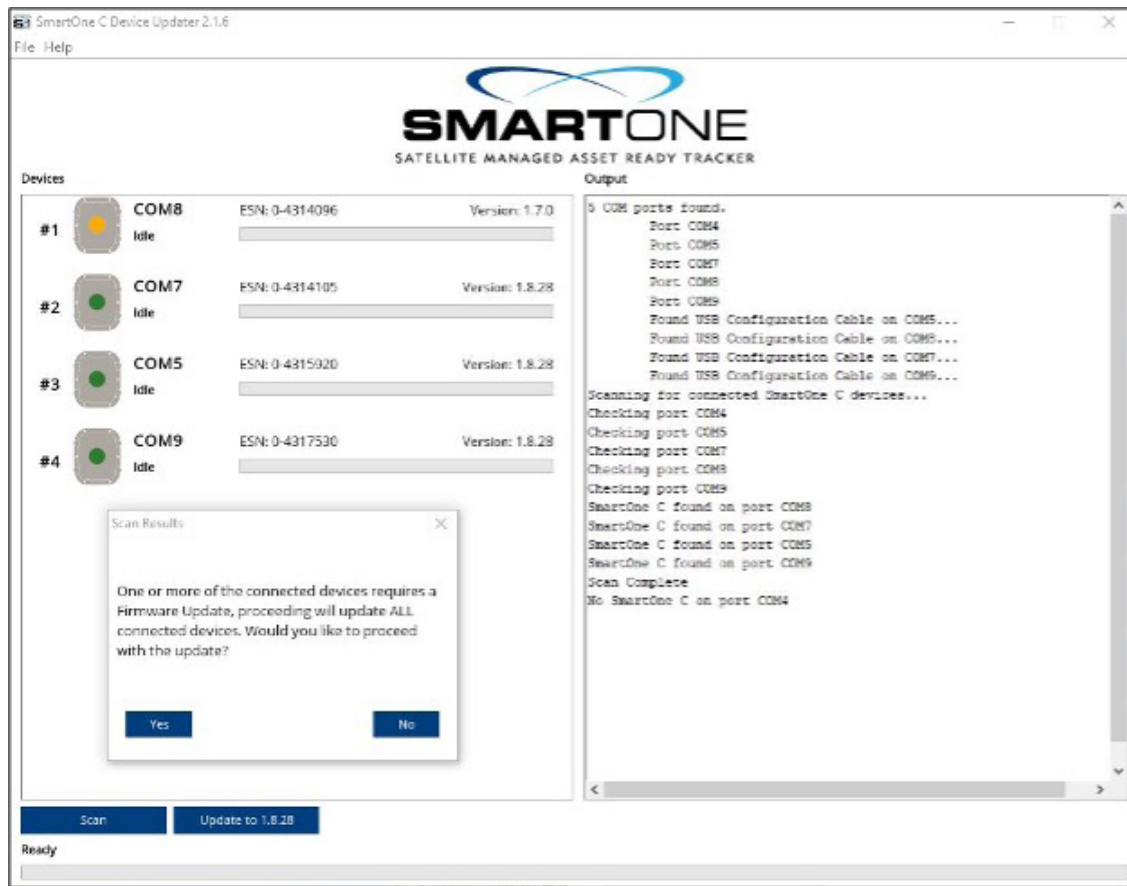 SmartOne C Device Updater 2.1.6
File Help
SMARTONE
SATELLITE MANAGED ASSET READY TRACKER
Devices
#1 COM8 ESN: 0-4314096 Version: 1.7.0
Idle
#2 COM7 ESN: 0-4314105 Version: 1.8.28
Idle
#3 COM5 ESN: 0-4315920 Version: 1.8.28
Idle
#4 COM9 ESN: 0-4317530 Version: 1.8.28
Idle
Output
5 COM ports found.
Port COM4
Port COM5
Port COM7
Port COM8
Port COM9
Found USB Configuration Cable on COM5...
Found USB Configuration Cable on COM8...
Found USB Configuration Cable on COM7...
Found USB Configuration Cable on COM9...
Scanning for connected SmartOne C devices...
Checking port COM4
Checking port COM5
Checking port COM7
Checking port COM8
Checking port COM9
SmartOne C found on port COM8
SmartOne C found on port COM7
SmartOne C found on port COM5
SmartOne C found on port COM9
Scan Complete
No SmartOne C on port COM4
Scan Results
One or more of the connected devices requires a
Firmware Update, proceeding will update ALL
connected devices. Would you like to proceed
with the update?
Yes No
Scan Update to 1.8.28
Ready